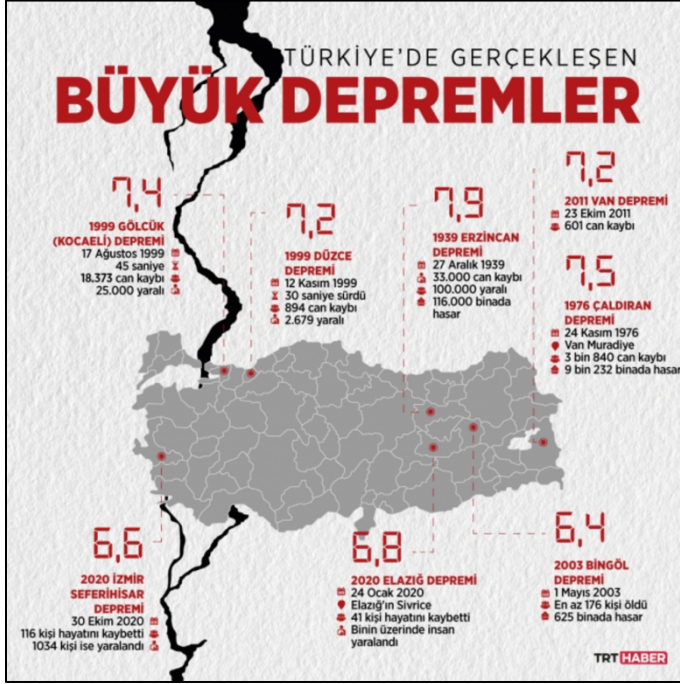 TÜRKİYE'DE GERÇEKLEŞEN
BÜYÜK DEPREMLER
7,4
1999 GÖLCÜK
(KOCAELİ) DEPREMİ
17 Ağustos 1999
45 saniye
18.373 can kaybı
25.000 yaralı
7,2
1999 DÜZCE
DEPREMİ
12 Kasım 1999
30 saniye sürdü
894 can kaybı
2.679 yaralı
7,9
1939 ERZİNCAN
DEPREMİ
27 Aralık 1939
33.000 can kaybı
100.000 yaralı
116.000 binada
hasar
7,2
2011 VAN DEPREMİ
23 Ekim 2011
601 can kaybı
7,5
1976 ÇALDIRAN
DEPREMİ
24 Kasım 1976
Van Muradiye
3 bin 840 can kaybı
9 bin 232 binada hasar
6,6
2020 İZMİR
SEFERİHİSAR
DEPREMİ
30 Ekim 2020
116 kişi hayatını kaybetti
1034 kişi ise yaralandı
6,8
2020 ELAZIĞ DEPREMİ
24 Ocak 2020
Elazığ'ın Sivrice
41 kişi hayatını kaybetti
Binin üzerinde insan
yaralandı
6,4
2003 BİNGÖL
DEPREMİ
1 Mayıs 2003
En az 176 kişi öldü
625 binada hasar
TRT HABER